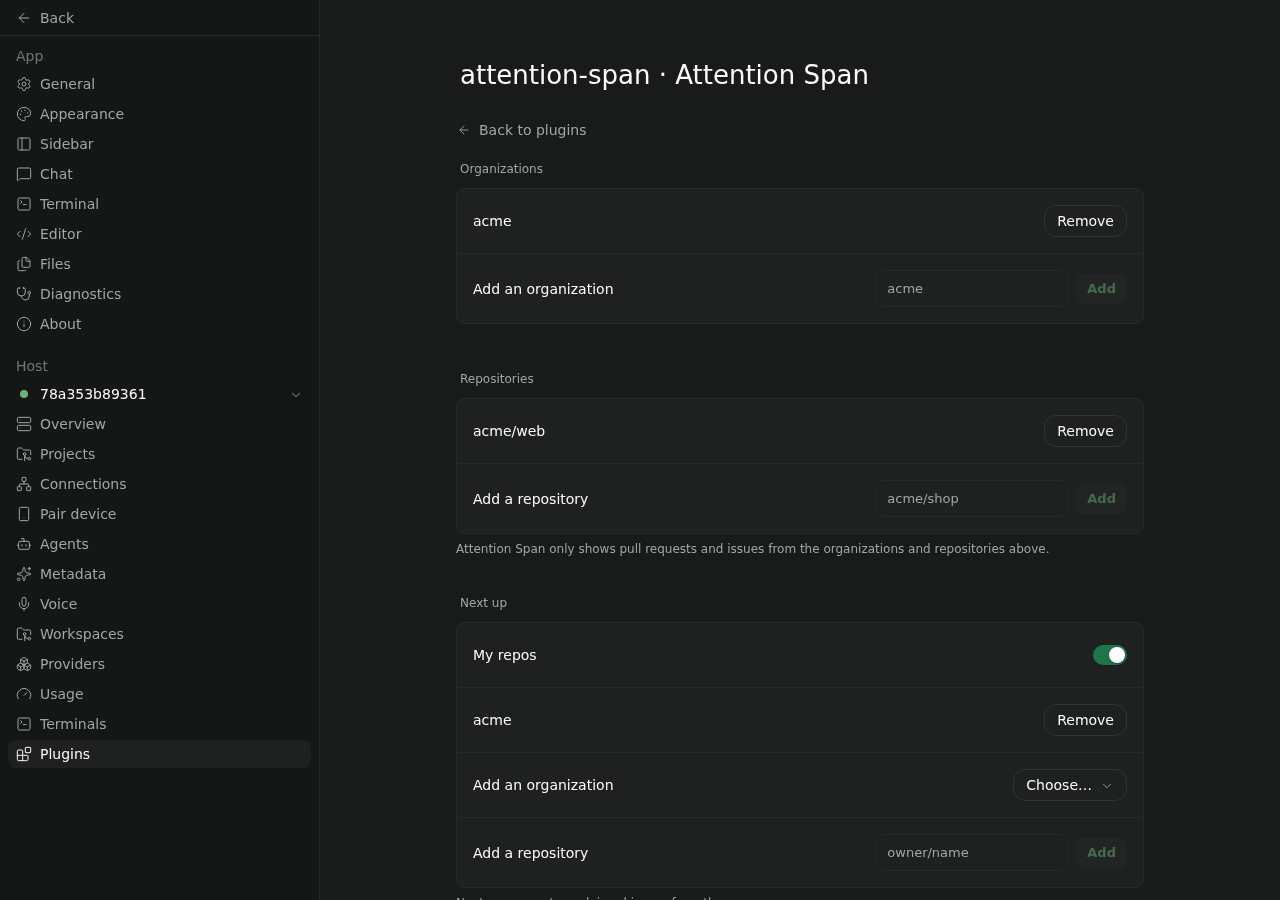 Back
App
General
Appearance
Sidebar
Chat
Terminal
Editor
Files
Diagnostics
About
Host
78a353b89361
Overview
Projects
Connections
Pair device
Agents
Metadata
Voice
Workspaces
Providers
Usage
Terminals
Plugins
attention-span · Attention Span
Back to plugins
Organizations
acme Remove
Add an organization acme Add
Repositories
acme/web Remove
Add a repository acme/shop Add
Attention Span only shows pull requests and issues from the organizations and repositories above.
Next up
My repos
acme Remove
Add an organization Choose...
Add a repository owner/name Add